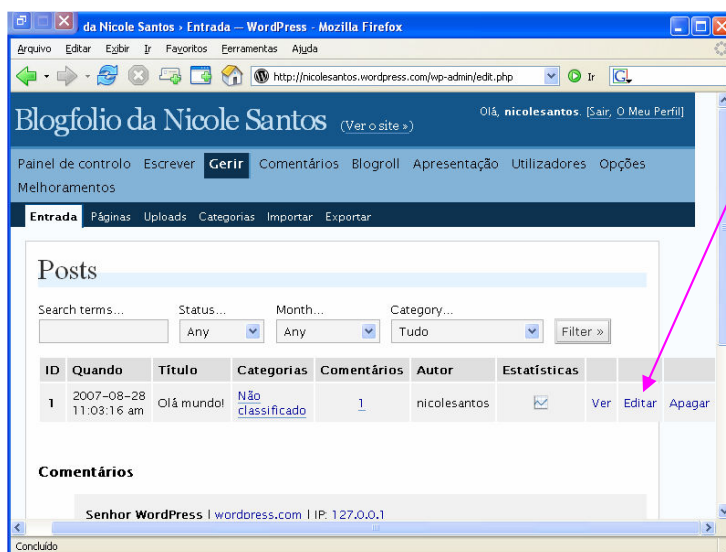 da Nicole Santos › Entrada — WordPress - Mozilla Firefox
Arquivo Editar Exibir Ir Favoritos Ferramentas Ajuda
http://nicolesantos.wordpress.com/wp-admin/edit.php Ir G
Blogfolio da Nicole Santos (Ver o site »)
Olá, nicolesantos. [Sair, O Meu Perfil]
Painel de controlo Escrever Gerir Comentários Blogroll Apresentação Utilizadores Opções
Melhoramentos
Entrada Páginas Uploads Categorias Importar Exportar
Posts
Search terms... Status... Month... Category...
Any Any Tudo Filter »
ID Quando Título Categorias Comentários Autor Estatísticas
1 2007-08-28 11:03:16 am Olá mundo! Não classificado 1 nicolesantos Ver Editar Apagar
Comentários
Senhor WordPress | wordpress.com | IP: 127.0.0.1
Concluído